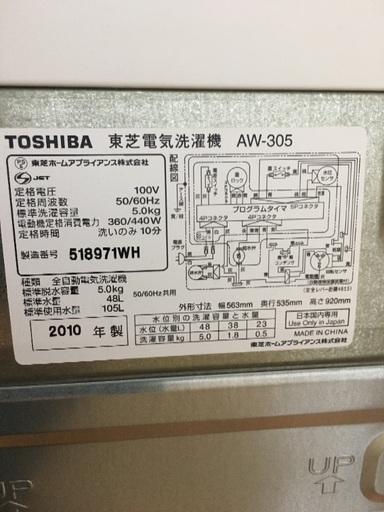 TOSHIBA 東芝電気洗濯機 AW-305
東芝ホームアプライアンス株式会社
JET
定格電圧 100V
定格周波数 50/60Hz
標準洗濯容量 5.0kg
電動機定格消費電力 360/440W
定格時間 洗いのみ 10分
製造番号 518971WH
種類 全自動電気洗濯機
標準脱水容量 5.0kg
標準水量 48L
標準使用水量 105L
50/60Hz共用
2010 年製
配線図
プログラムタイマ
外形寸法 幅563mm 奥行535mm 高さ920mm
水位別の洗濯容量と水量
水位(水量L) 48 38 23
洗濯容量kg 5.0 1.8 0.5
日本国内専用
Use only in Japan
MADE IN CHINA
東芝ホームアプライアンス株式会社
UP
UP